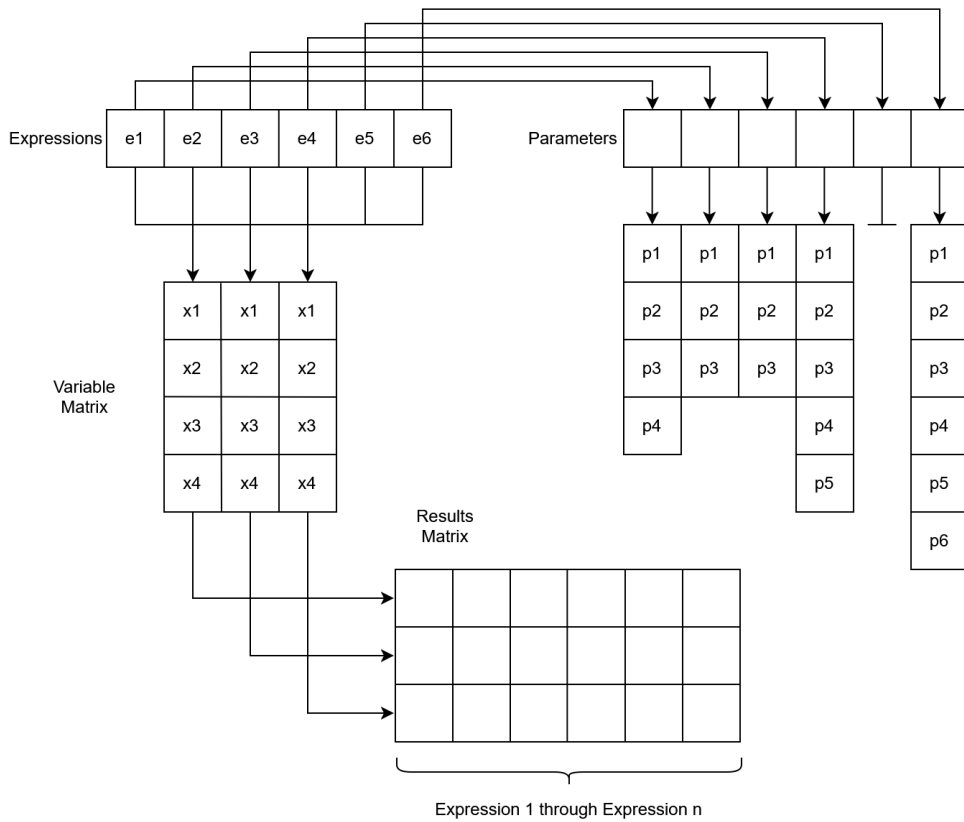 Expressions
e1 e2 e3 e4 e5 e6
Parameters
p1 p1 p1 p1 p1
p2 p2 p2 p2 p2
p3 p3 p3 p3 p3
p4 p4 p4
p5 p5
p6
Variable
Matrix
x1 x1 x1
x2 x2 x2
x3 x3 x3
x4 x4 x4
Results
Matrix
Expression 1 through Expression n